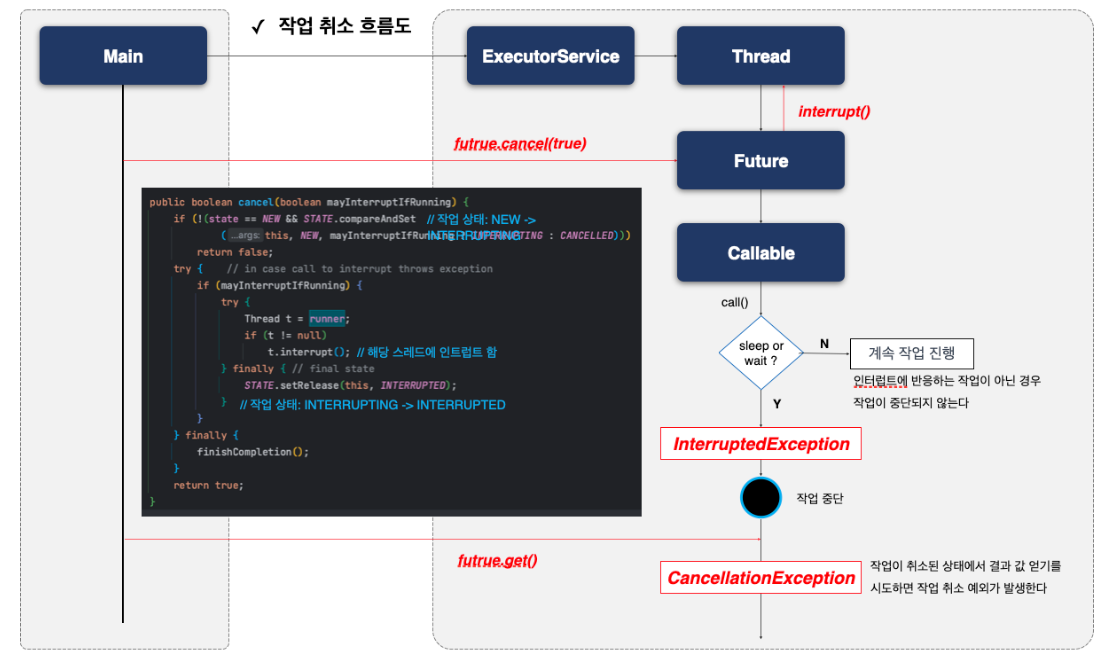 ✓ 작업 취소 흐름도
Main
ExecutorService
Thread
interrupt()
futrue.cancel(true)
Future
public boolean cancel(boolean mayInterruptIfRunning) {
if (!(state == NEW && STATE.compareAndSet // 작업 상태: NEW -> INTERRUPTING
(...args: this, NEW, mayInterruptIfRunning ? INTERRUPTING : CANCELLED)))
return false;
try { // in case call to interrupt throws exception
if (mayInterruptIfRunning) {
try {
Thread t = runner;
if (t != null)
t.interrupt(); // 해당 스레드에 인트럽트 함
} finally { // final state
STATE.setRelease(this, INTERRUPTED);
} // 작업 상태: INTERRUPTING -> INTERRUPTED
}
} finally {
finishCompletion();
}
return true;
}
Callable
call()
sleep or
wait ?
N
계속 작업 진행
인터럽트에 반응하는 작업이 아닌 경우
작업이 중단되지 않는다
Y
InterruptedException
작업 중단
futrue.get()
CancellationException
작업이 취소된 상태에서 결과 값 얻기를
시도하면 작업 취소 예외가 발생한다